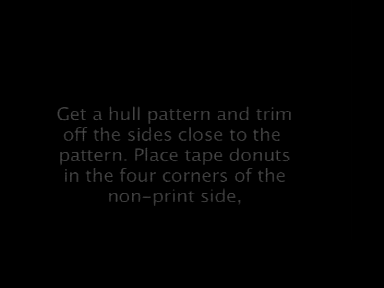 Get a hull pattern and trim
off the sides close to the
pattern. Place tape donuts
in the four corners of the
non-print side,